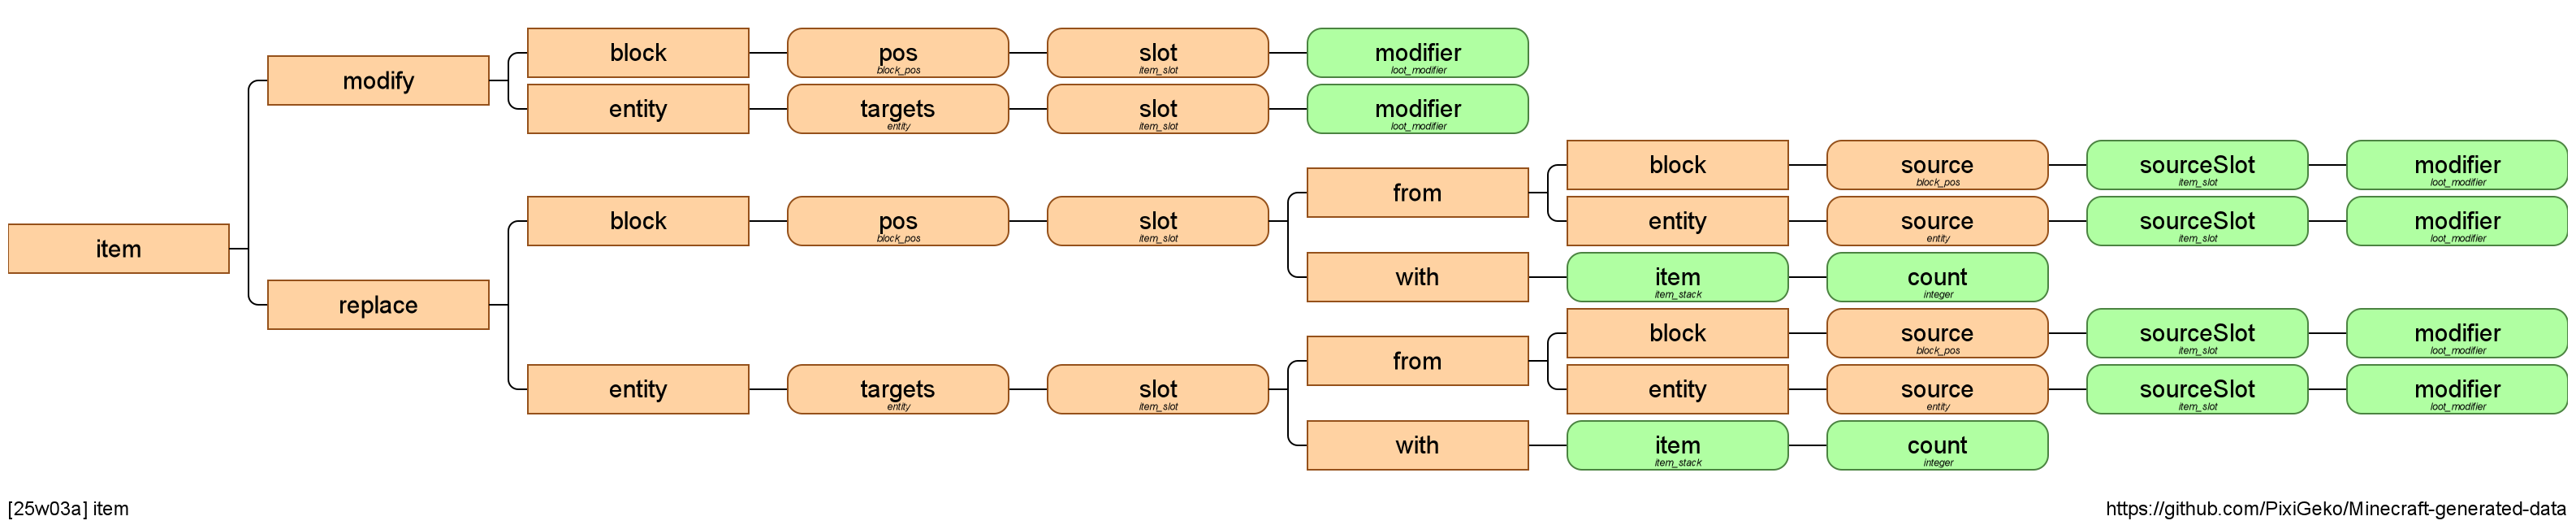 block
pos
block_pos
slot
item_slot
modifier
loot_modifier
modify
entity
targets
entity
slot
item_slot
modifier
loot_modifier
block
source
block_pos
sourceSlot
item_slot
modifier
loot_modifier
from
block
pos
block_pos
slot
item_slot
entity
source
entity
sourceSlot
item_slot
modifier
loot_modifier
item
with
item
item_stack
count
integer
replace
block
source
block_pos
sourceSlot
item_slot
modifier
loot_modifier
from
entity
targets
entity
slot
item_slot
entity
source
entity
sourceSlot
item_slot
modifier
loot_modifier
with
item
item_stack
count
integer
[25w03a] item
https://github.com/PixiGeko/Minecraft-generated-data